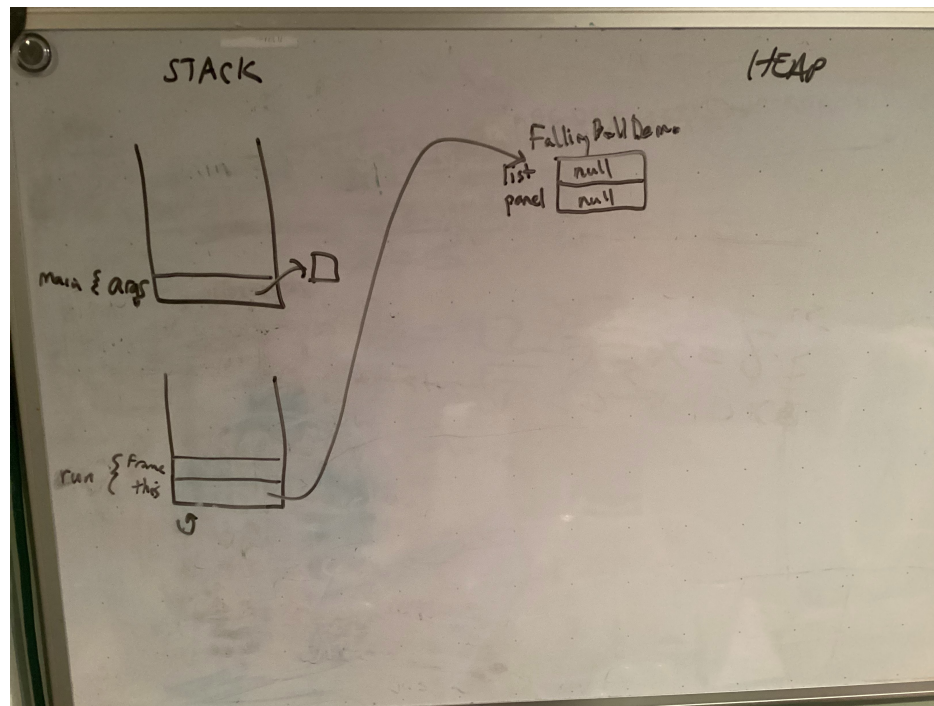 STACK
HEAP
FallingBallDemo
list
null
panel
null
main { args
run { frame
this